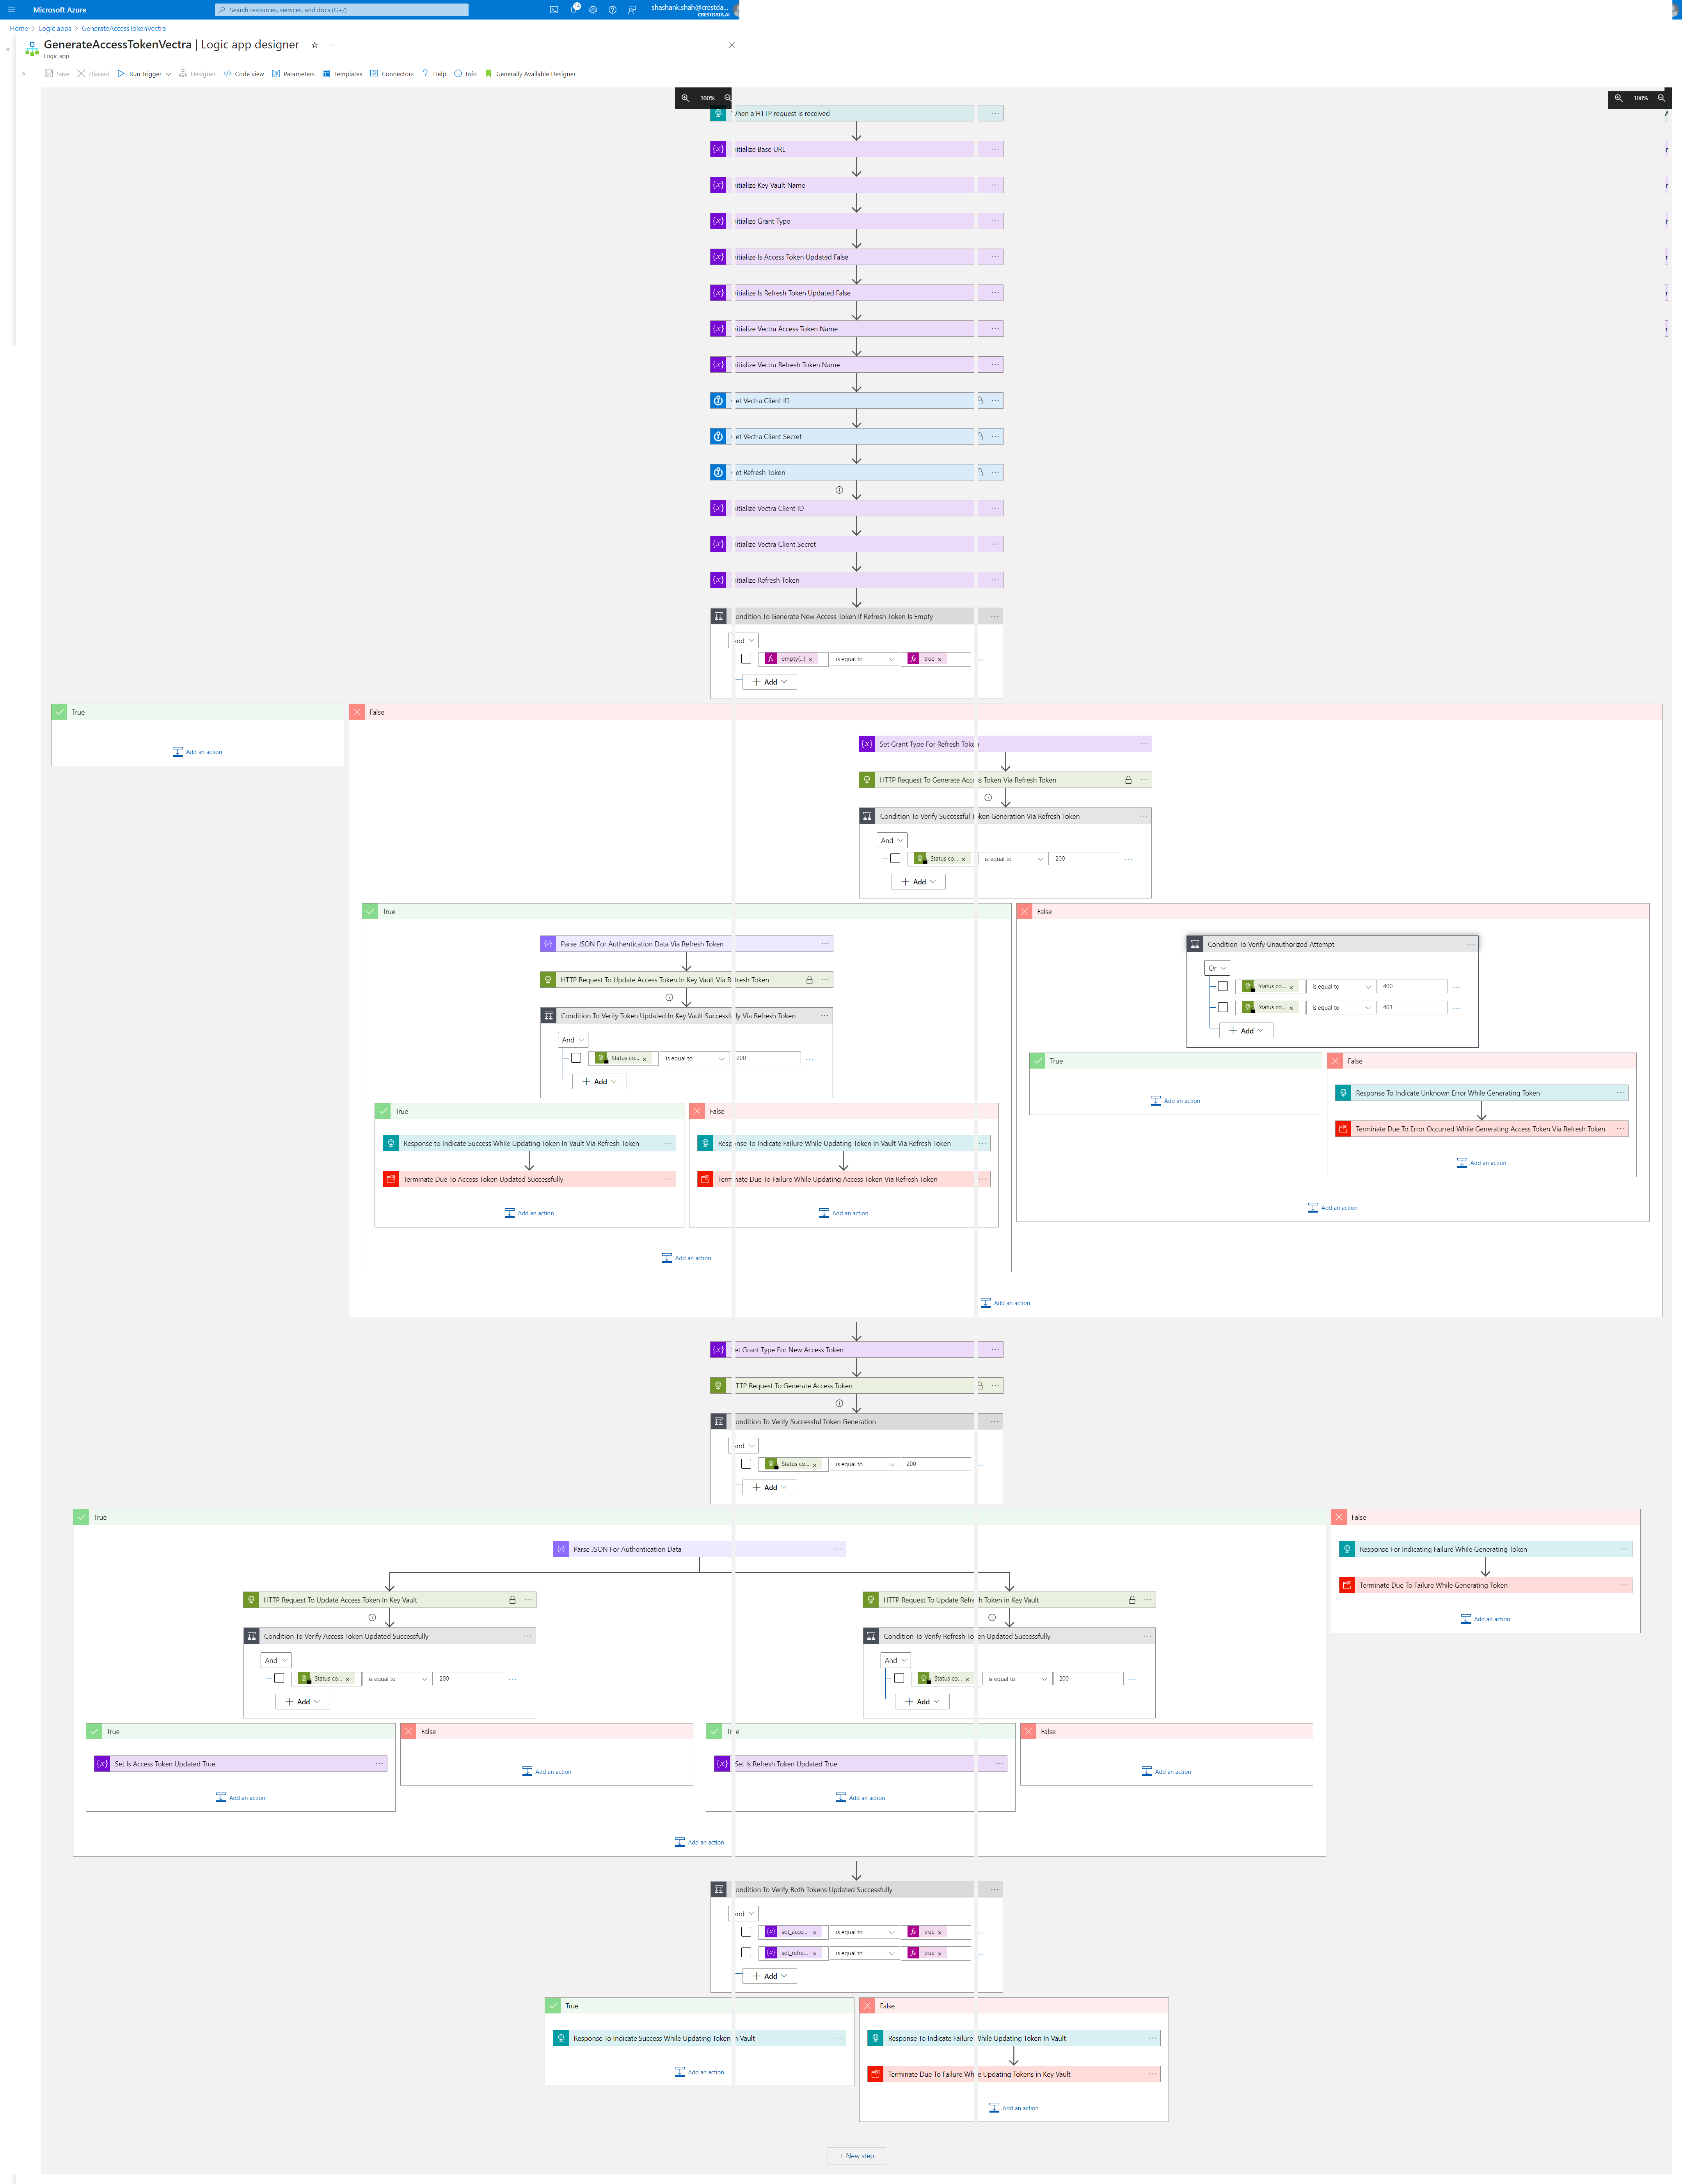 Microsoft Azure
Search resources, services, and docs (G+/)
shashank.shah@crestda...
CRESTDATA.AI
Home > Logic apps > GenerateAccessTokenVectra
GenerateAccessTokenVectra | Logic app designer
Logic app
Save Discard Run Trigger Designer Code view Parameters Templates Connectors Help Info Generally Available Designer
100%
100%
hen a HTTP request is received
itialize Base URL
itialize Key Vault Name
itialize Grant Type
itialize Is Access Token Updated False
itialize Is Refresh Token Updated False
itialize Vectra Access Token Name
itialize Vectra Refresh Token Name
et Vectra Client ID
et Vectra Client Secret
et Refresh Token
itialize Vectra Client ID
itialize Vectra Client Secret
itialize Refresh Token
ondition To Generate New Access Token If Refresh Token Is Empty
And
empty(...) × is equal to true ×
+ Add
True
Add an action
False
Set Grant Type For Refresh Token
HTTP Request To Generate Access Token Via Refresh Token
Condition To Verify Successful Token Generation Via Refresh Token
And
Status co... × is equal to 200
+ Add
True
Parse JSON For Authentication Data Via Refresh Token
HTTP Request To Update Access Token In Key Vault Via Refresh Token
Condition To Verify Token Updated In Key Vault Successfully Via Refresh Token
And
Status co... × is equal to 200
+ Add
True
Response to Indicate Success While Updating Token In Vault Via Refresh Token
Terminate Due To Access Token Updated Successfully
Add an action
False
Response To Indicate Failure While Updating Token In Vault Via Refresh Token
Terminate Due To Failure While Updating Access Token Via Refresh Token
Add an action
Add an action
False
Condition To Verify Unauthorized Attempt
Or
Status co... × is equal to 400
Status co... × is equal to 401
+ Add
True
Add an action
False
Response To Indicate Unknown Error While Generating Token
Terminate Due To Error Occurred While Generating Access Token Via Refresh Token
Add an action
Add an action
Add an action
et Grant Type For New Access Token
TTP Request To Generate Access Token
ondition To Verify Successful Token Generation
And
Status co... × is equal to 200
+ Add
True
Parse JSON For Authentication Data
HTTP Request To Update Access Token In Key Vault
Condition To Verify Access Token Updated Successfully
And
Status co... × is equal to 200
+ Add
True
Set Is Access Token Updated True
Add an action
False
Add an action
HTTP Request To Update Refresh Token in Key Vault
Condition To Verify Refresh Token Updated Successfully
And
Status co... × is equal to 200
+ Add
True
Set Is Refresh Token Updated True
Add an action
False
Add an action
Add an action
False
Response For Indicating Failure While Generating Token
Terminate Due To Failure While Generating Token
Add an action
ondition To Verify Both Tokens Updated Successfully
And
set_acce... × is equal to true ×
set_refre... × is equal to true ×
+ Add
True
Response To Indicate Success While Updating Token In Vault
Add an action
False
Response To Indicate Failure While Updating Token In Vault
Terminate Due To Failure While Updating Tokens in Key Vault
Add an action
+ New step